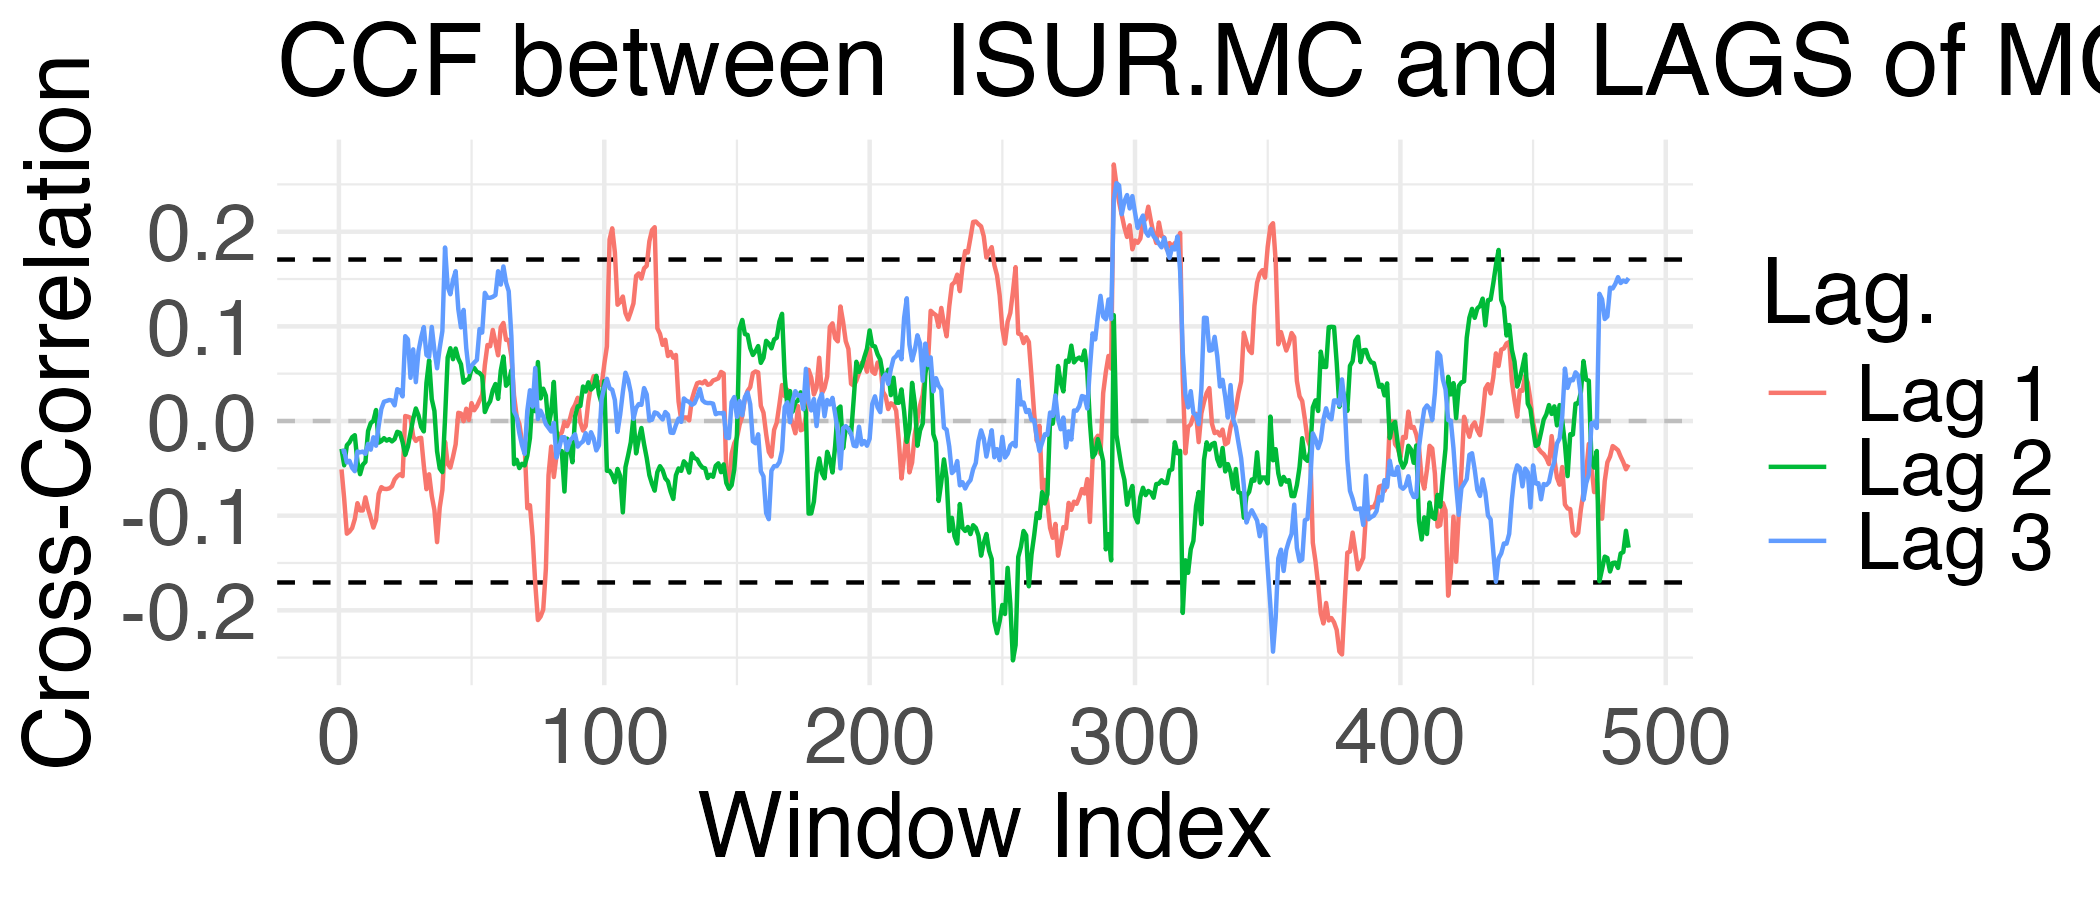 CCF between ISUR.MC and LAGS of
Cross-Correlation
0.2
0.1
0.0
-0.1
-0.2
0
100
200
300
400
500
Window Index
Lag.
Lag 1
Lag 2
Lag 3